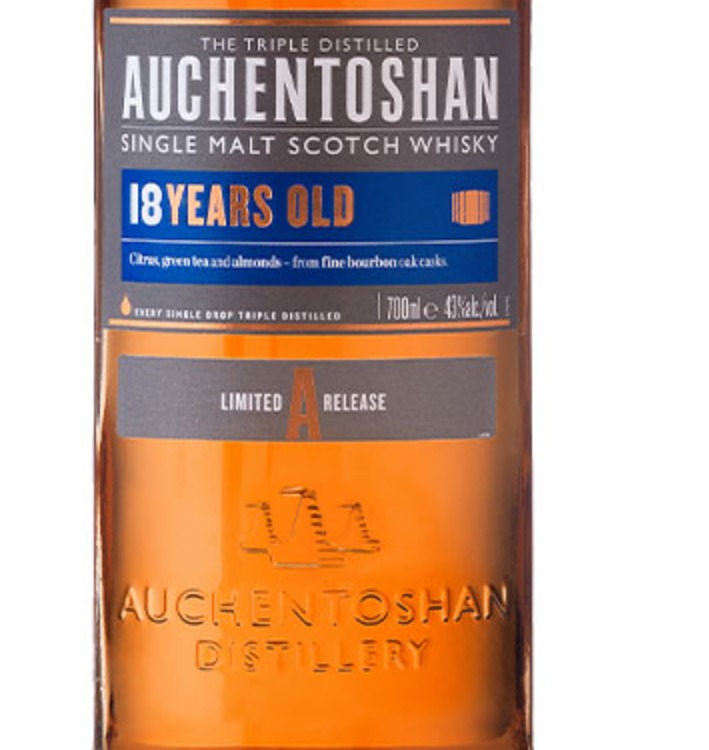 THE TRIPLE DISTILLED
AUCHENTOSHAN
SINGLE MALT SCOTCH WHISKY
18 YEARS OLD
Citrus, green tea and almonds – from fine bourbon oak casks.
EVERY SINGLE DROP TRIPLE DISTILLED
700ml e 43%alc./vol.
LIMITED A RELEASE
AUCHENTOSHAN
DISTILLERY